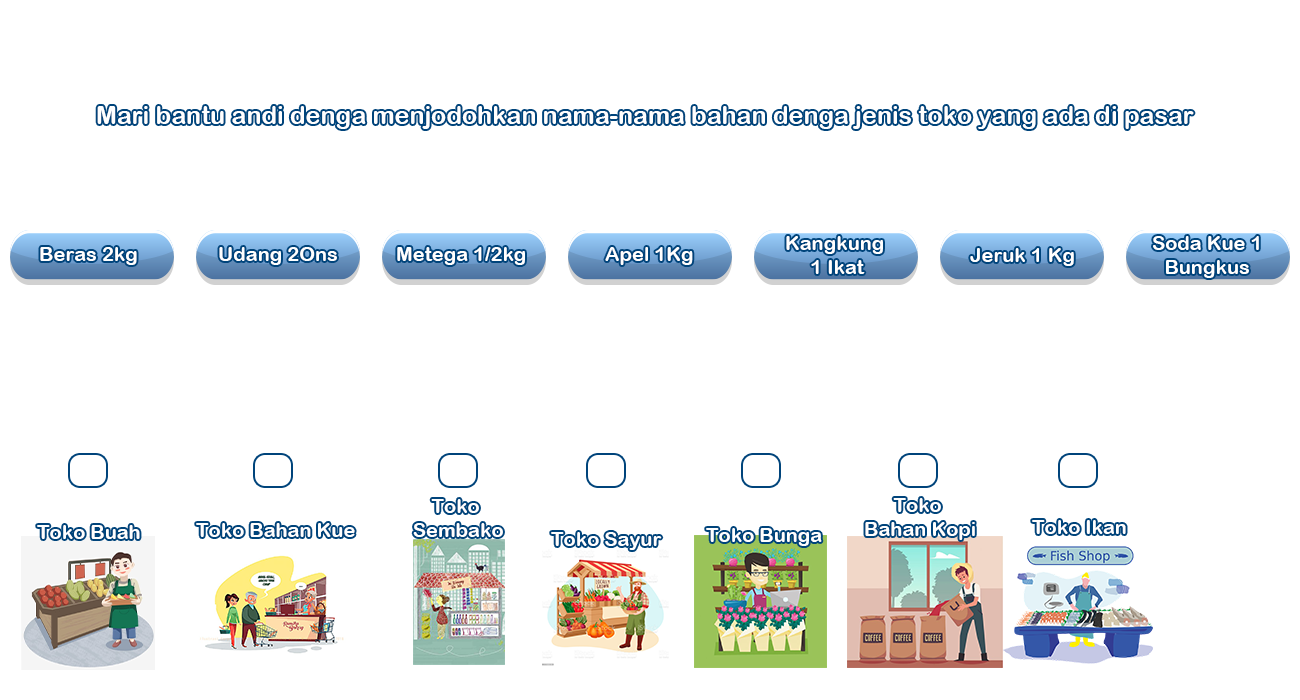 Mari bantu andi denga menjodohkan nama-nama bahan denga jenis toko yang ada di pasar
Beras 2kg
Udang 2Ons
Metega 1/2kg
Apel 1Kg
Kangkung
1 Ikat
Jeruk 1 Kg
Soda Kue 1
Bungkus
Toko Buah
Toko Bahan Kue
Toko
Sembako
Toko Sayur
Toko Bunga
Toko
Bahan Kopi
Toko Ikan
Fish Shop
COFFEE
COFFEE
COFFEE